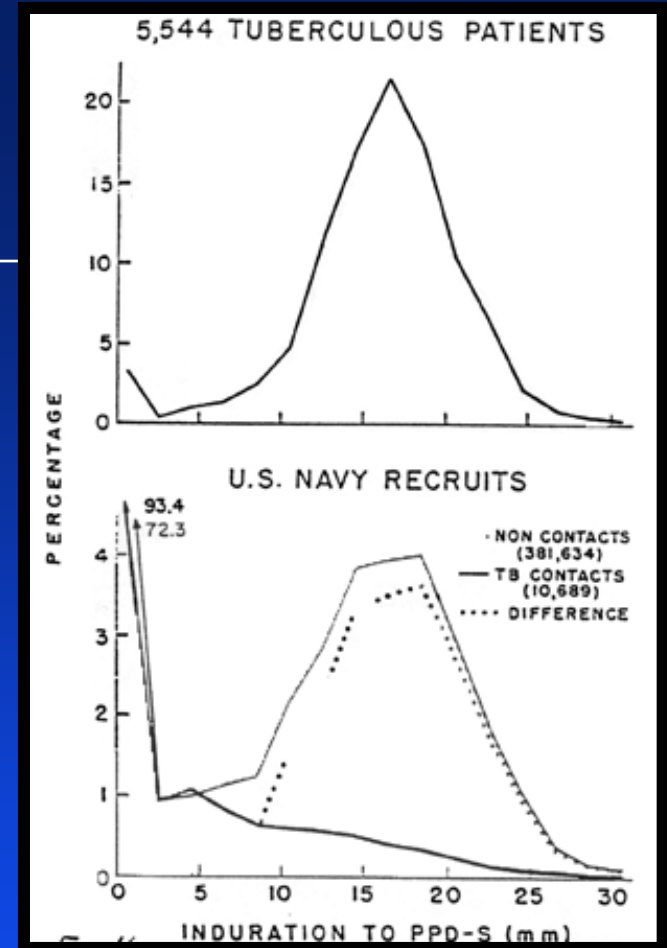 5,544 TUBERCULOUS PATIENTS
20
15
10
5
0
PERCENTAGE
U.S. NAVY RECRUITS
93.4
72.3
NON CONTACTS
(381,634)
TB CONTACTS
(10,689)
DIFFERENCE
4
3
2
1
0
0 5 10 15 20 25 30
INDURATION TO PPD-S (mm)